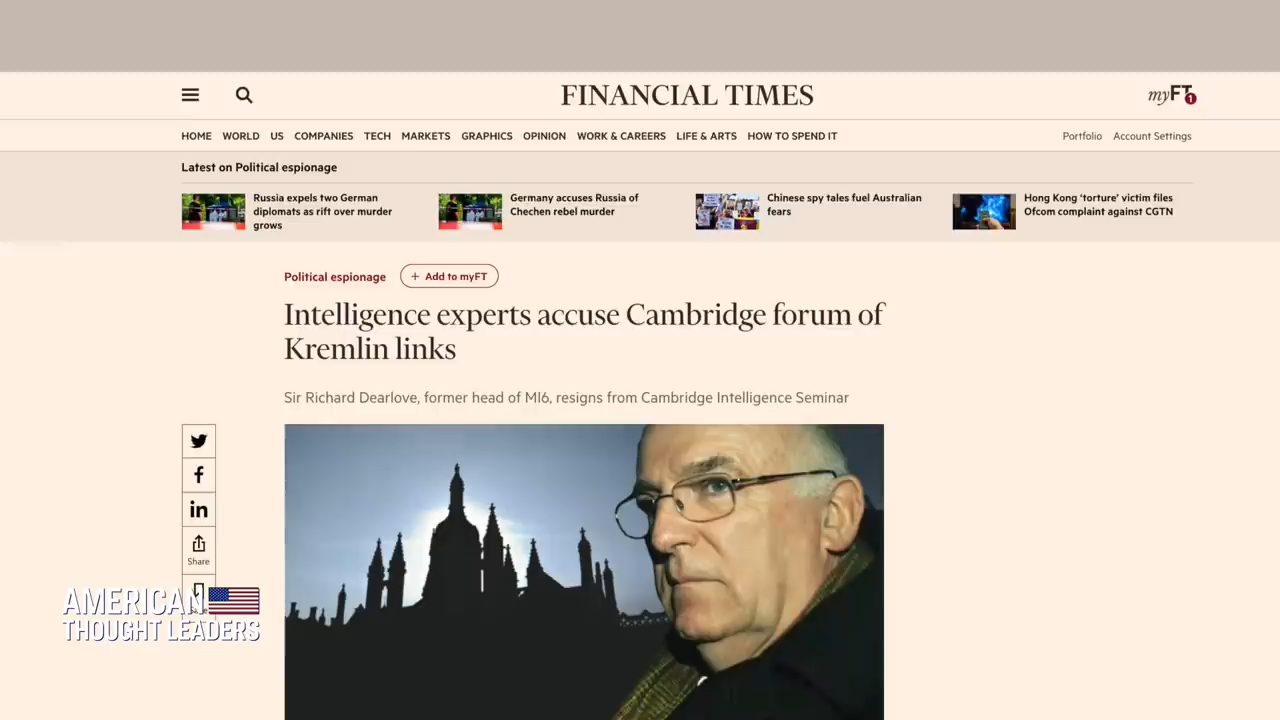 FINANCIAL TIMES
myFT 1
HOME WORLD US COMPANIES TECH MARKETS GRAPHICS OPINION WORK & CAREERS LIFE & ARTS HOW TO SPEND IT Portfolio Account Settings
Latest on Political espionage
Russia expels two German
diplomats as rift over murder
grows
Germany accuses Russia of
Chechen rebel murder
Chinese spy tales fuel Australian
fears
Hong Kong ‘torture’ victim files
Ofcom complaint against CGTN
Political espionage + Add to myFT
Intelligence experts accuse Cambridge forum of
Kremlin links
Sir Richard Dearlove, former head of MI6, resigns from Cambridge Intelligence Seminar
Share
AMERICAN
THOUGHT LEADERS